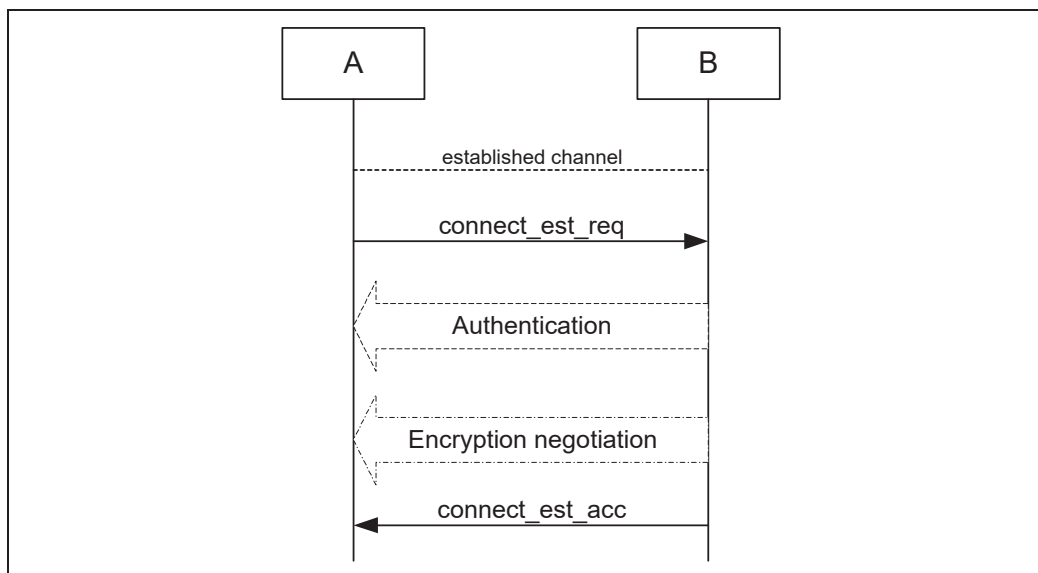 A
B
established channel
connect_est_req
Authentication
Encryption negotiation
connect_est_acc